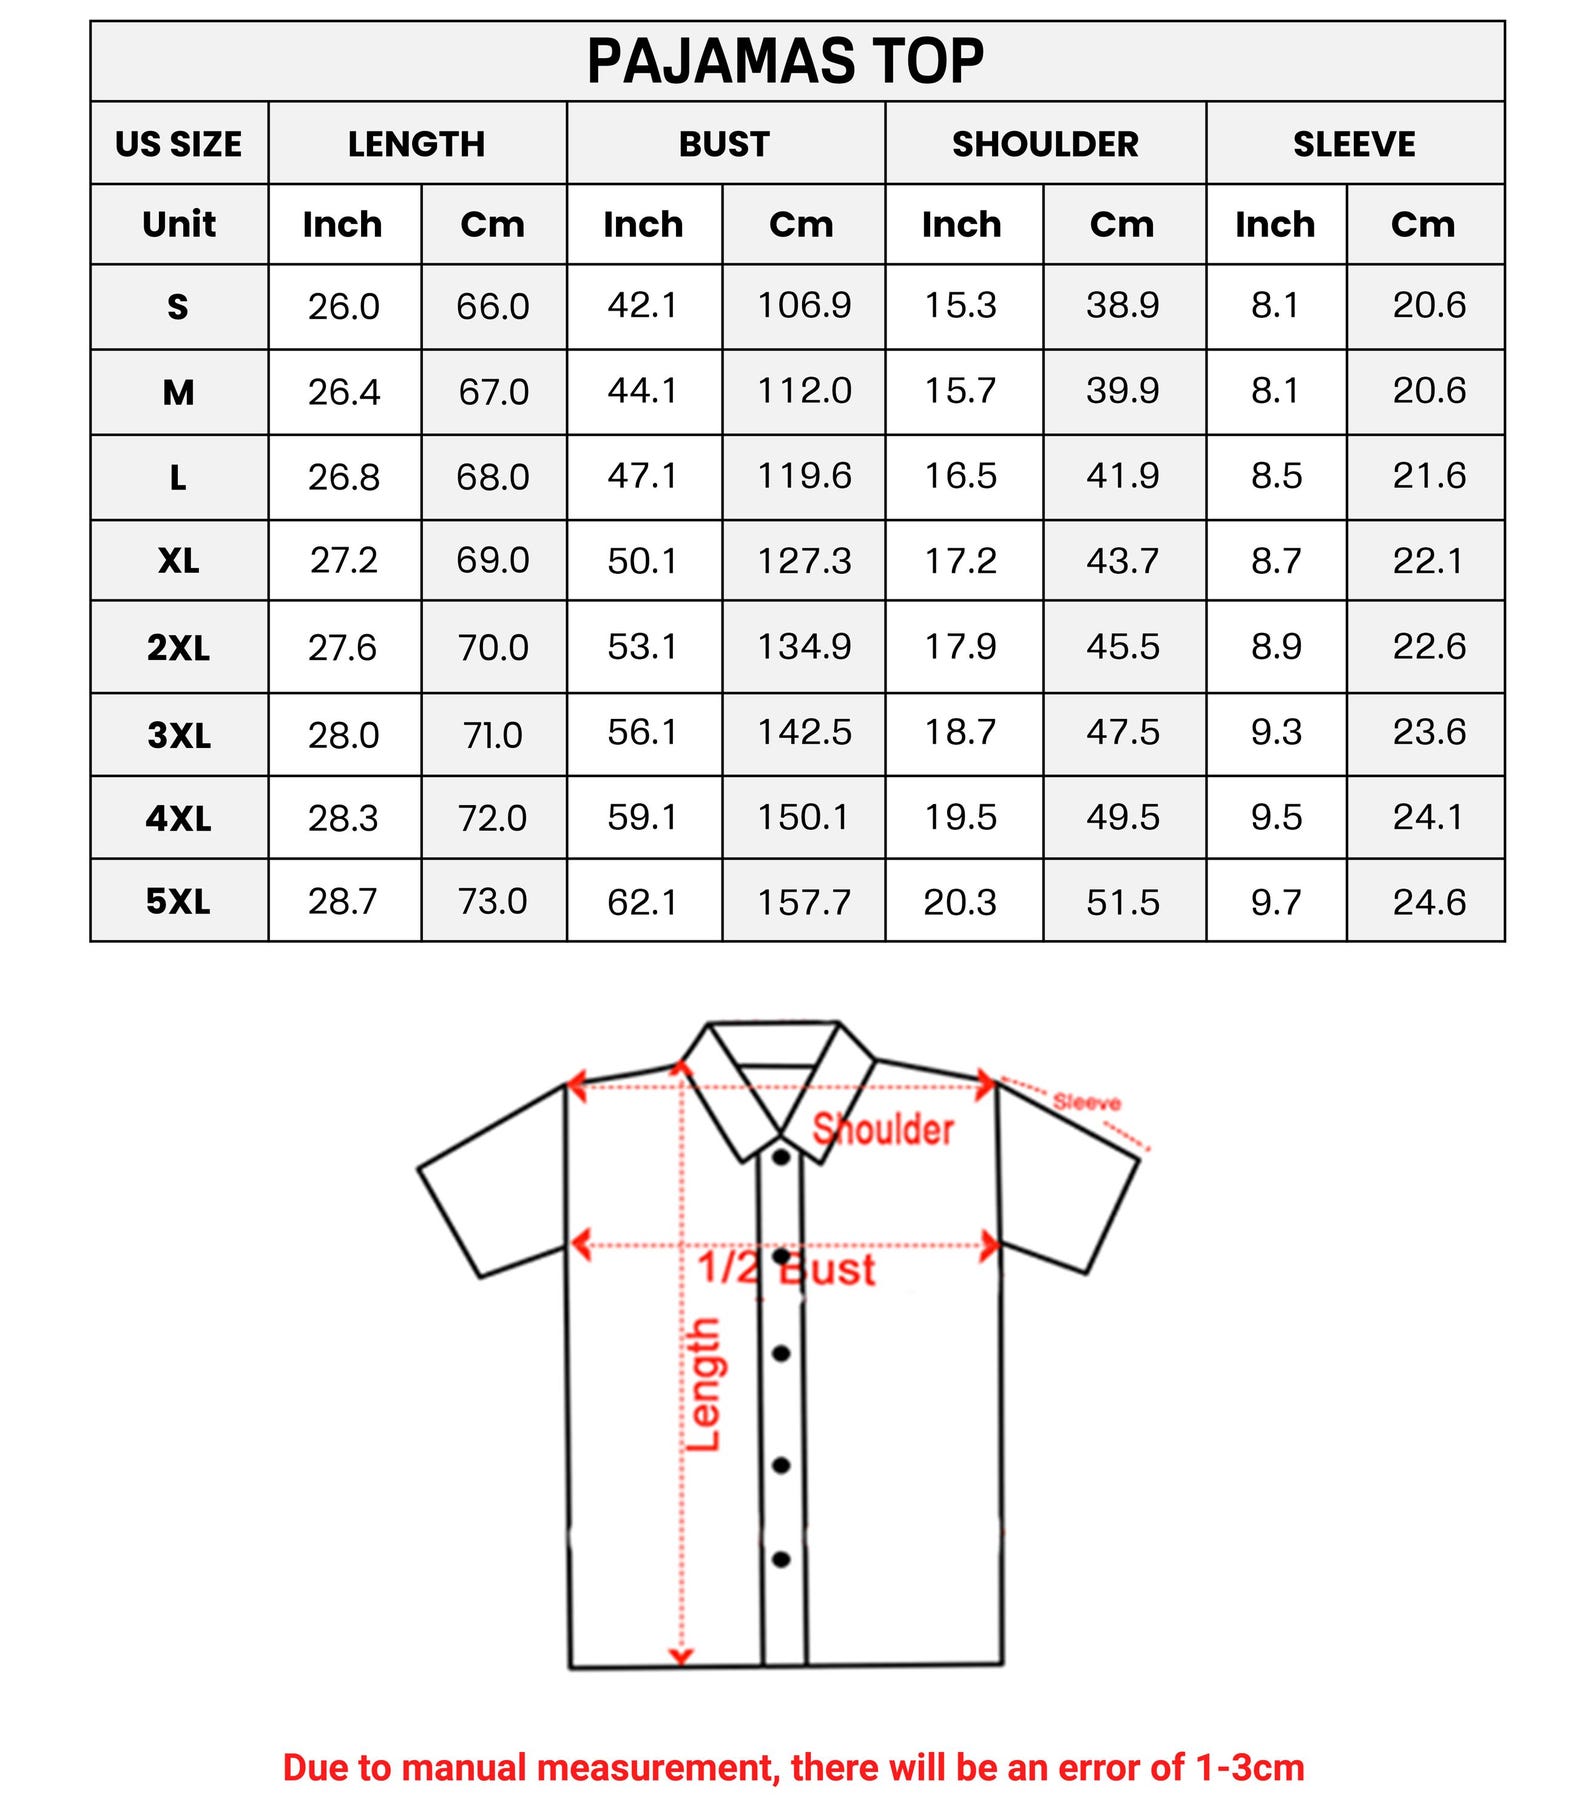 PAJAMAS TOP
US SIZE LENGTH BUST SHOULDER SLEEVE
Unit Inch Cm Inch Cm Inch Cm Inch Cm
S 26.0 66.0 42.1 106.9 15.3 38.9 8.1 20.6
M 26.4 67.0 44.1 112.0 15.7 39.9 8.1 20.6
L 26.8 68.0 47.1 119.6 16.5 41.9 8.5 21.6
XL 27.2 69.0 50.1 127.3 17.2 43.7 8.7 22.1
2XL 27.6 70.0 53.1 134.9 17.9 45.5 8.9 22.6
3XL 28.0 71.0 56.1 142.5 18.7 47.5 9.3 23.6
4XL 28.3 72.0 59.1 150.1 19.5 49.5 9.5 24.1
5XL 28.7 73.0 62.1 157.7 20.3 51.5 9.7 24.6
Sleeve
Shoulder
1/2 Bust
Length
Due to manual measurement, there will be an error of 1-3cm